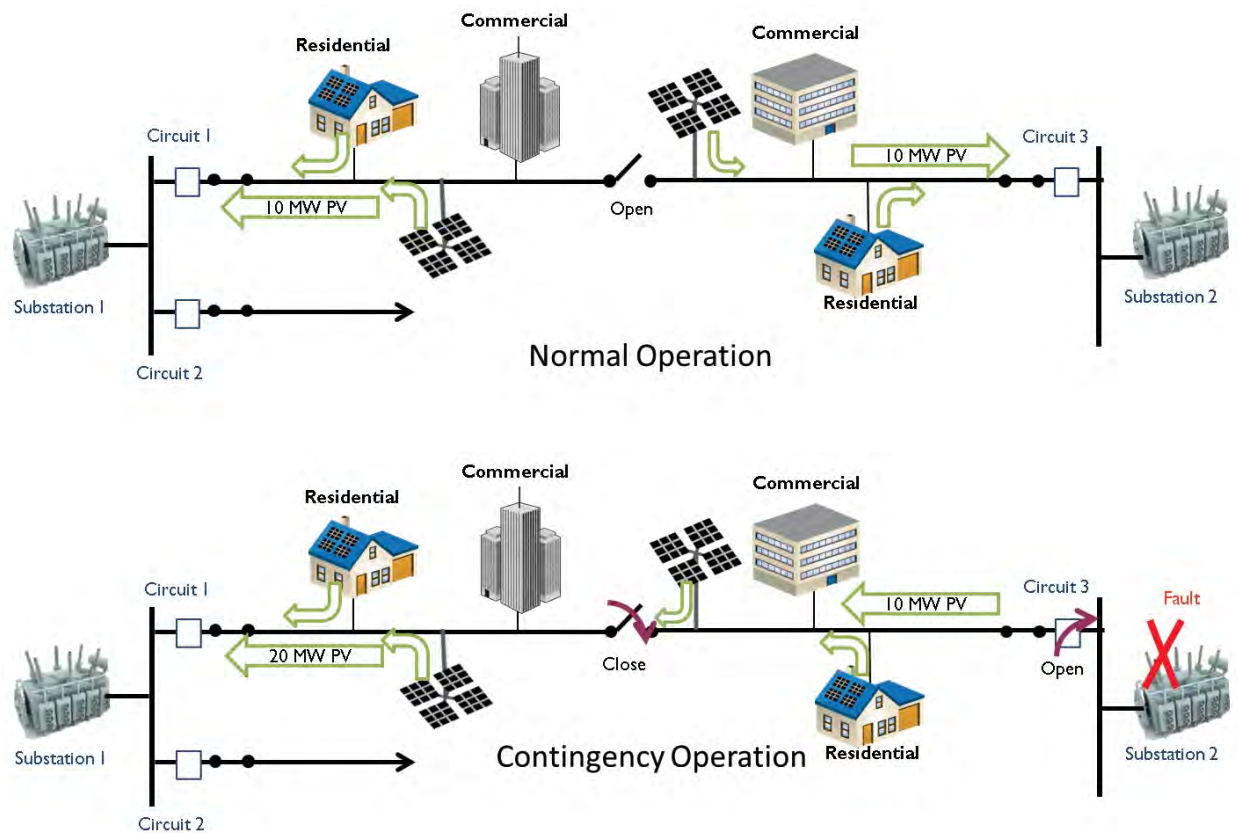 Commercial
Residential
Commercial
Circuit 1
Circuit 3
10 MW PV
10 MW PV
Open
Substation 1
Residential
Substation 2
Normal Operation
Circuit 2
Commercial
Residential
Commercial
Circuit 1
Circuit 3
Fault
10 MW PV
20 MW PV
Close
Open
Substation 1
Residential
Substation 2
Contingency Operation
Circuit 2